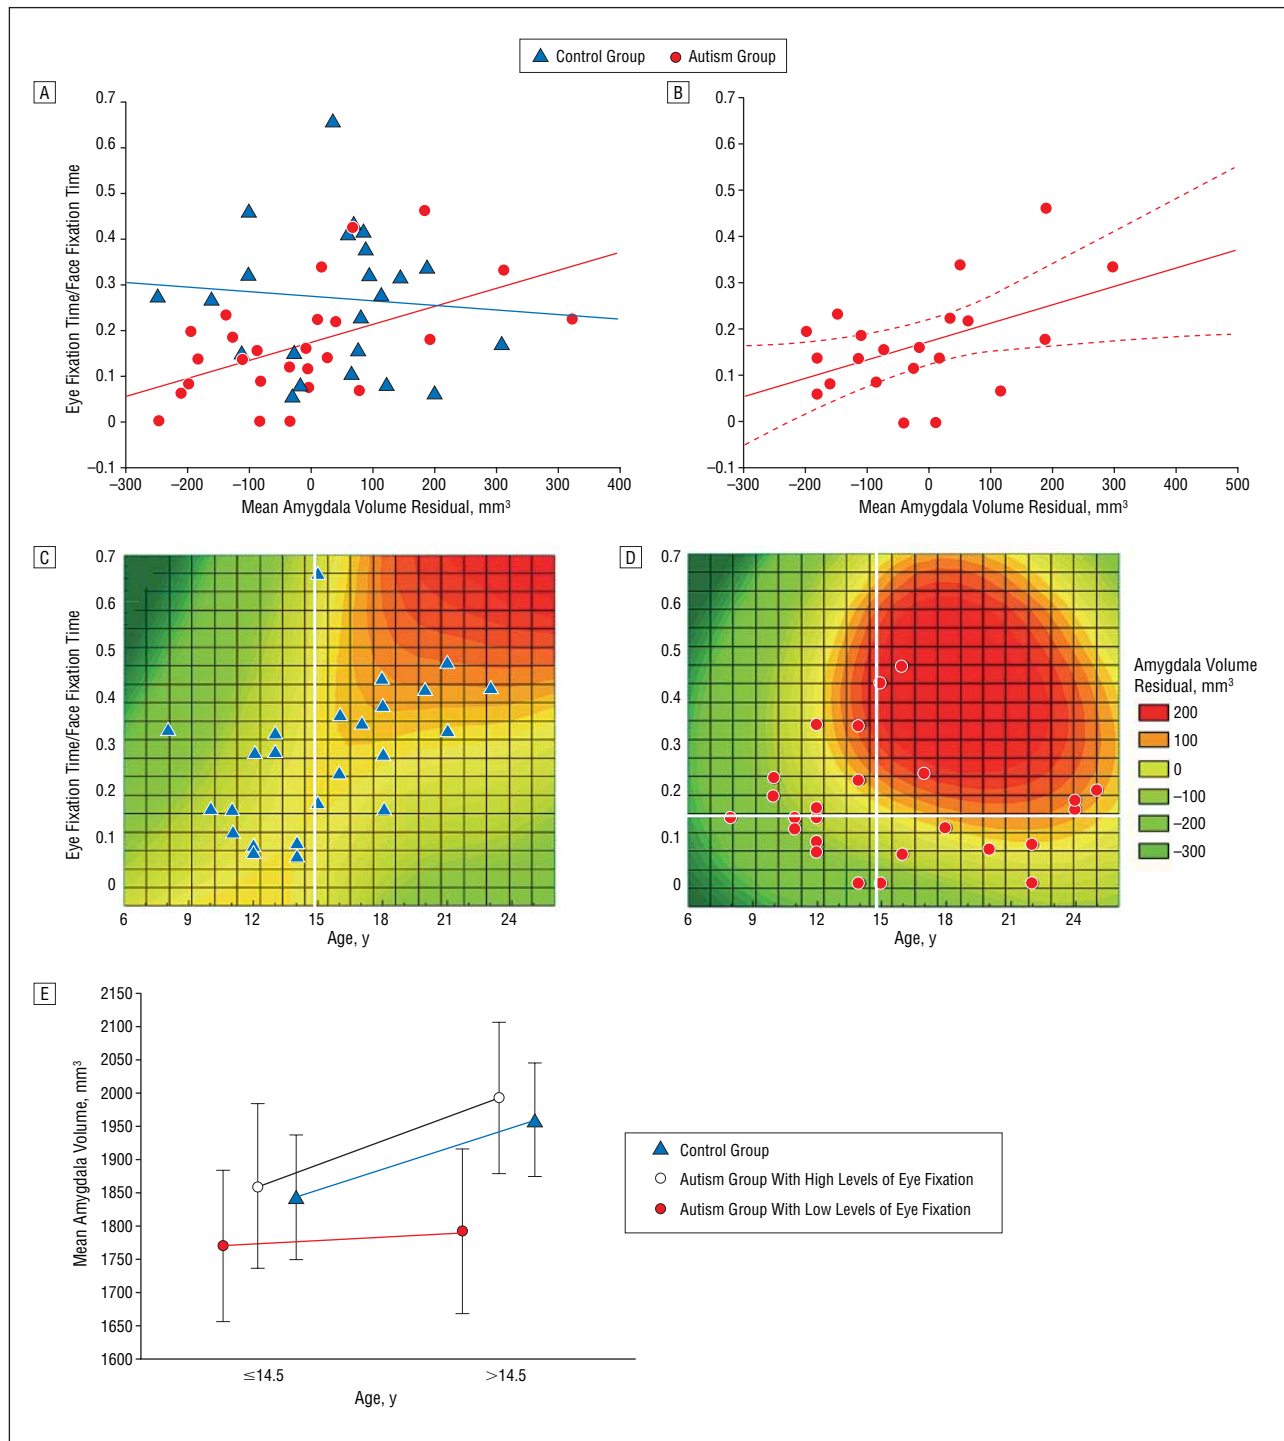 Control Group
Autism Group
A
0.7
0.6
0.5
0.4
0.3
0.2
0.1
0
–0.1
Eye Fixation Time/Face Fixation Time
–300 –200 –100 0 100 200 300 400
Mean Amygdala Volume Residual, mm³
B
0.7
0.6
0.5
0.4
0.3
0.2
0.1
0
–0.1
–300 –200 –100 0 100 200 300 400 500
Mean Amygdala Volume Residual, mm³
C
0.7
0.6
0.5
0.4
0.3
0.2
0.1
0
Eye Fixation Time/Face Fixation Time
6 9 12 15 18 21 24
Age, y
D
0.7
0.6
0.5
0.4
0.3
0.2
0.1
0
6 9 12 15 18 21 24
Age, y
Amygdala Volume
Residual, mm³
200
100
0
–100
–200
–300
E
2150
2100
2050
2000
1950
1900
1850
1800
1750
1700
1650
1600
Mean Amygdala Volume, mm³
≤14.5 >14.5
Age, y
Control Group
Autism Group With High Levels of Eye Fixation
Autism Group With Low Levels of Eye Fixation